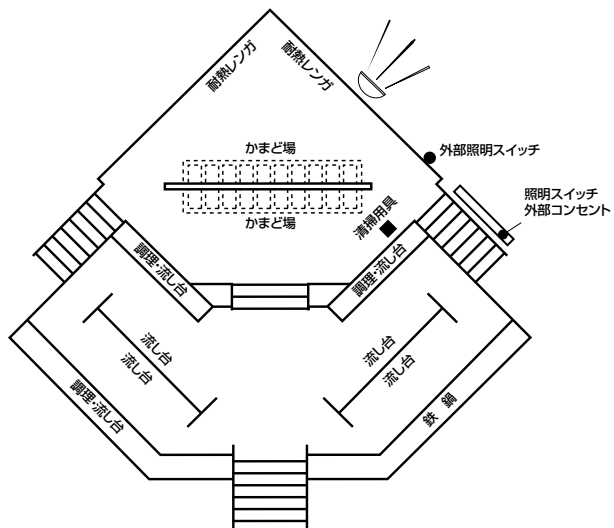 耐熱レンガ
耐熱レンガ
外部照明スイッチ
かまど場
かまど場
照明スイッチ
外部コンセント
清掃用具
調理・流し台
調理・流し台
流し台
流し台
流し台
流し台
調理・流し台
鉄鍋